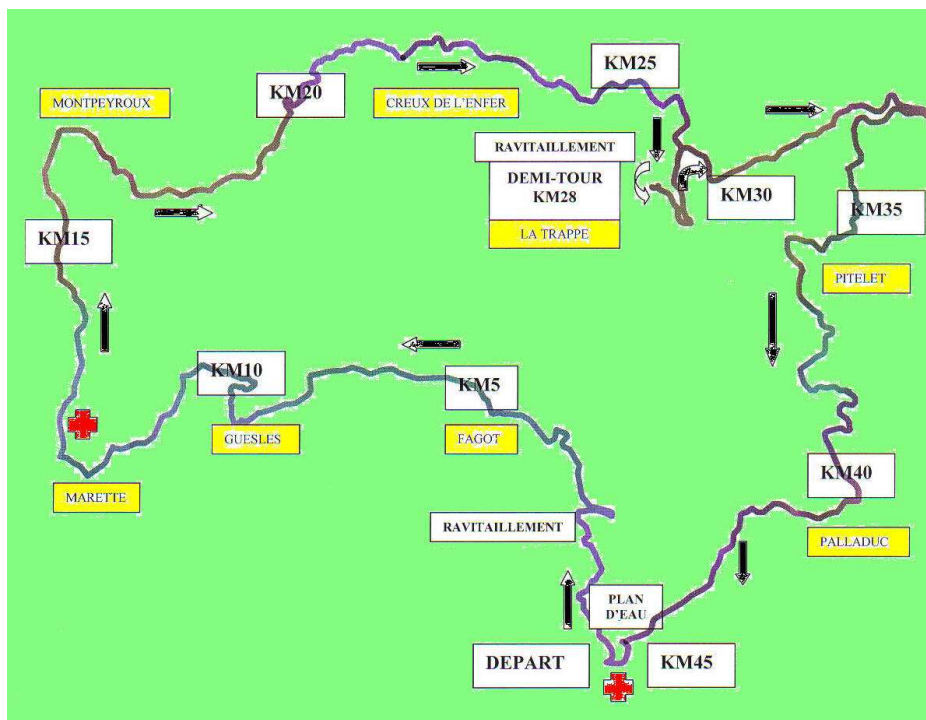 KM25
KM20
MONTPEYROUX
CREUX DE L'ENFER
RAVITAILLEMENT
DEMI-TOUR
KM28
LA TRAPPE
KM30
KM35
KM15
PITELET
KM10
KM5
GUESLES
FAGOT
KM40
MARETTE
RAVITAILLEMENT
PALLADUC
PLAN
D'EAU
DEPART
KM45